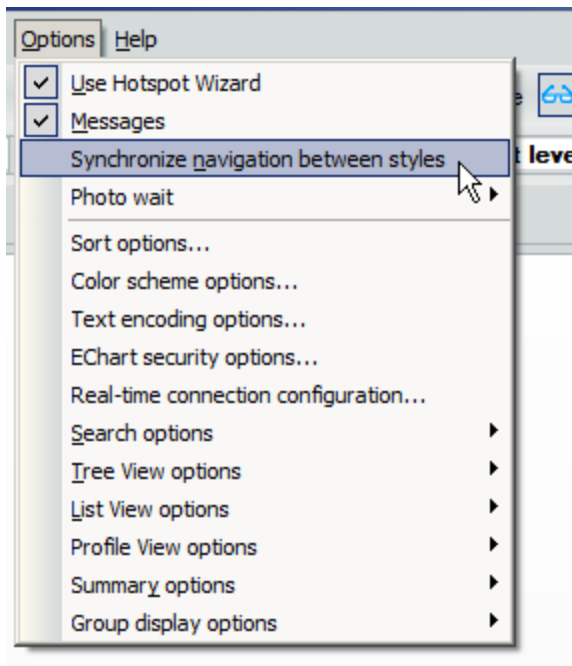 Options Help
Use Hotspot Wizard
Messages
Synchronize navigation between styles
Photo wait
Sort options...
Color scheme options...
Text encoding options...
EChart security options...
Real-time connection configuration...
Search options
Tree View options
List View options
Profile View options
Summary options
Group display options